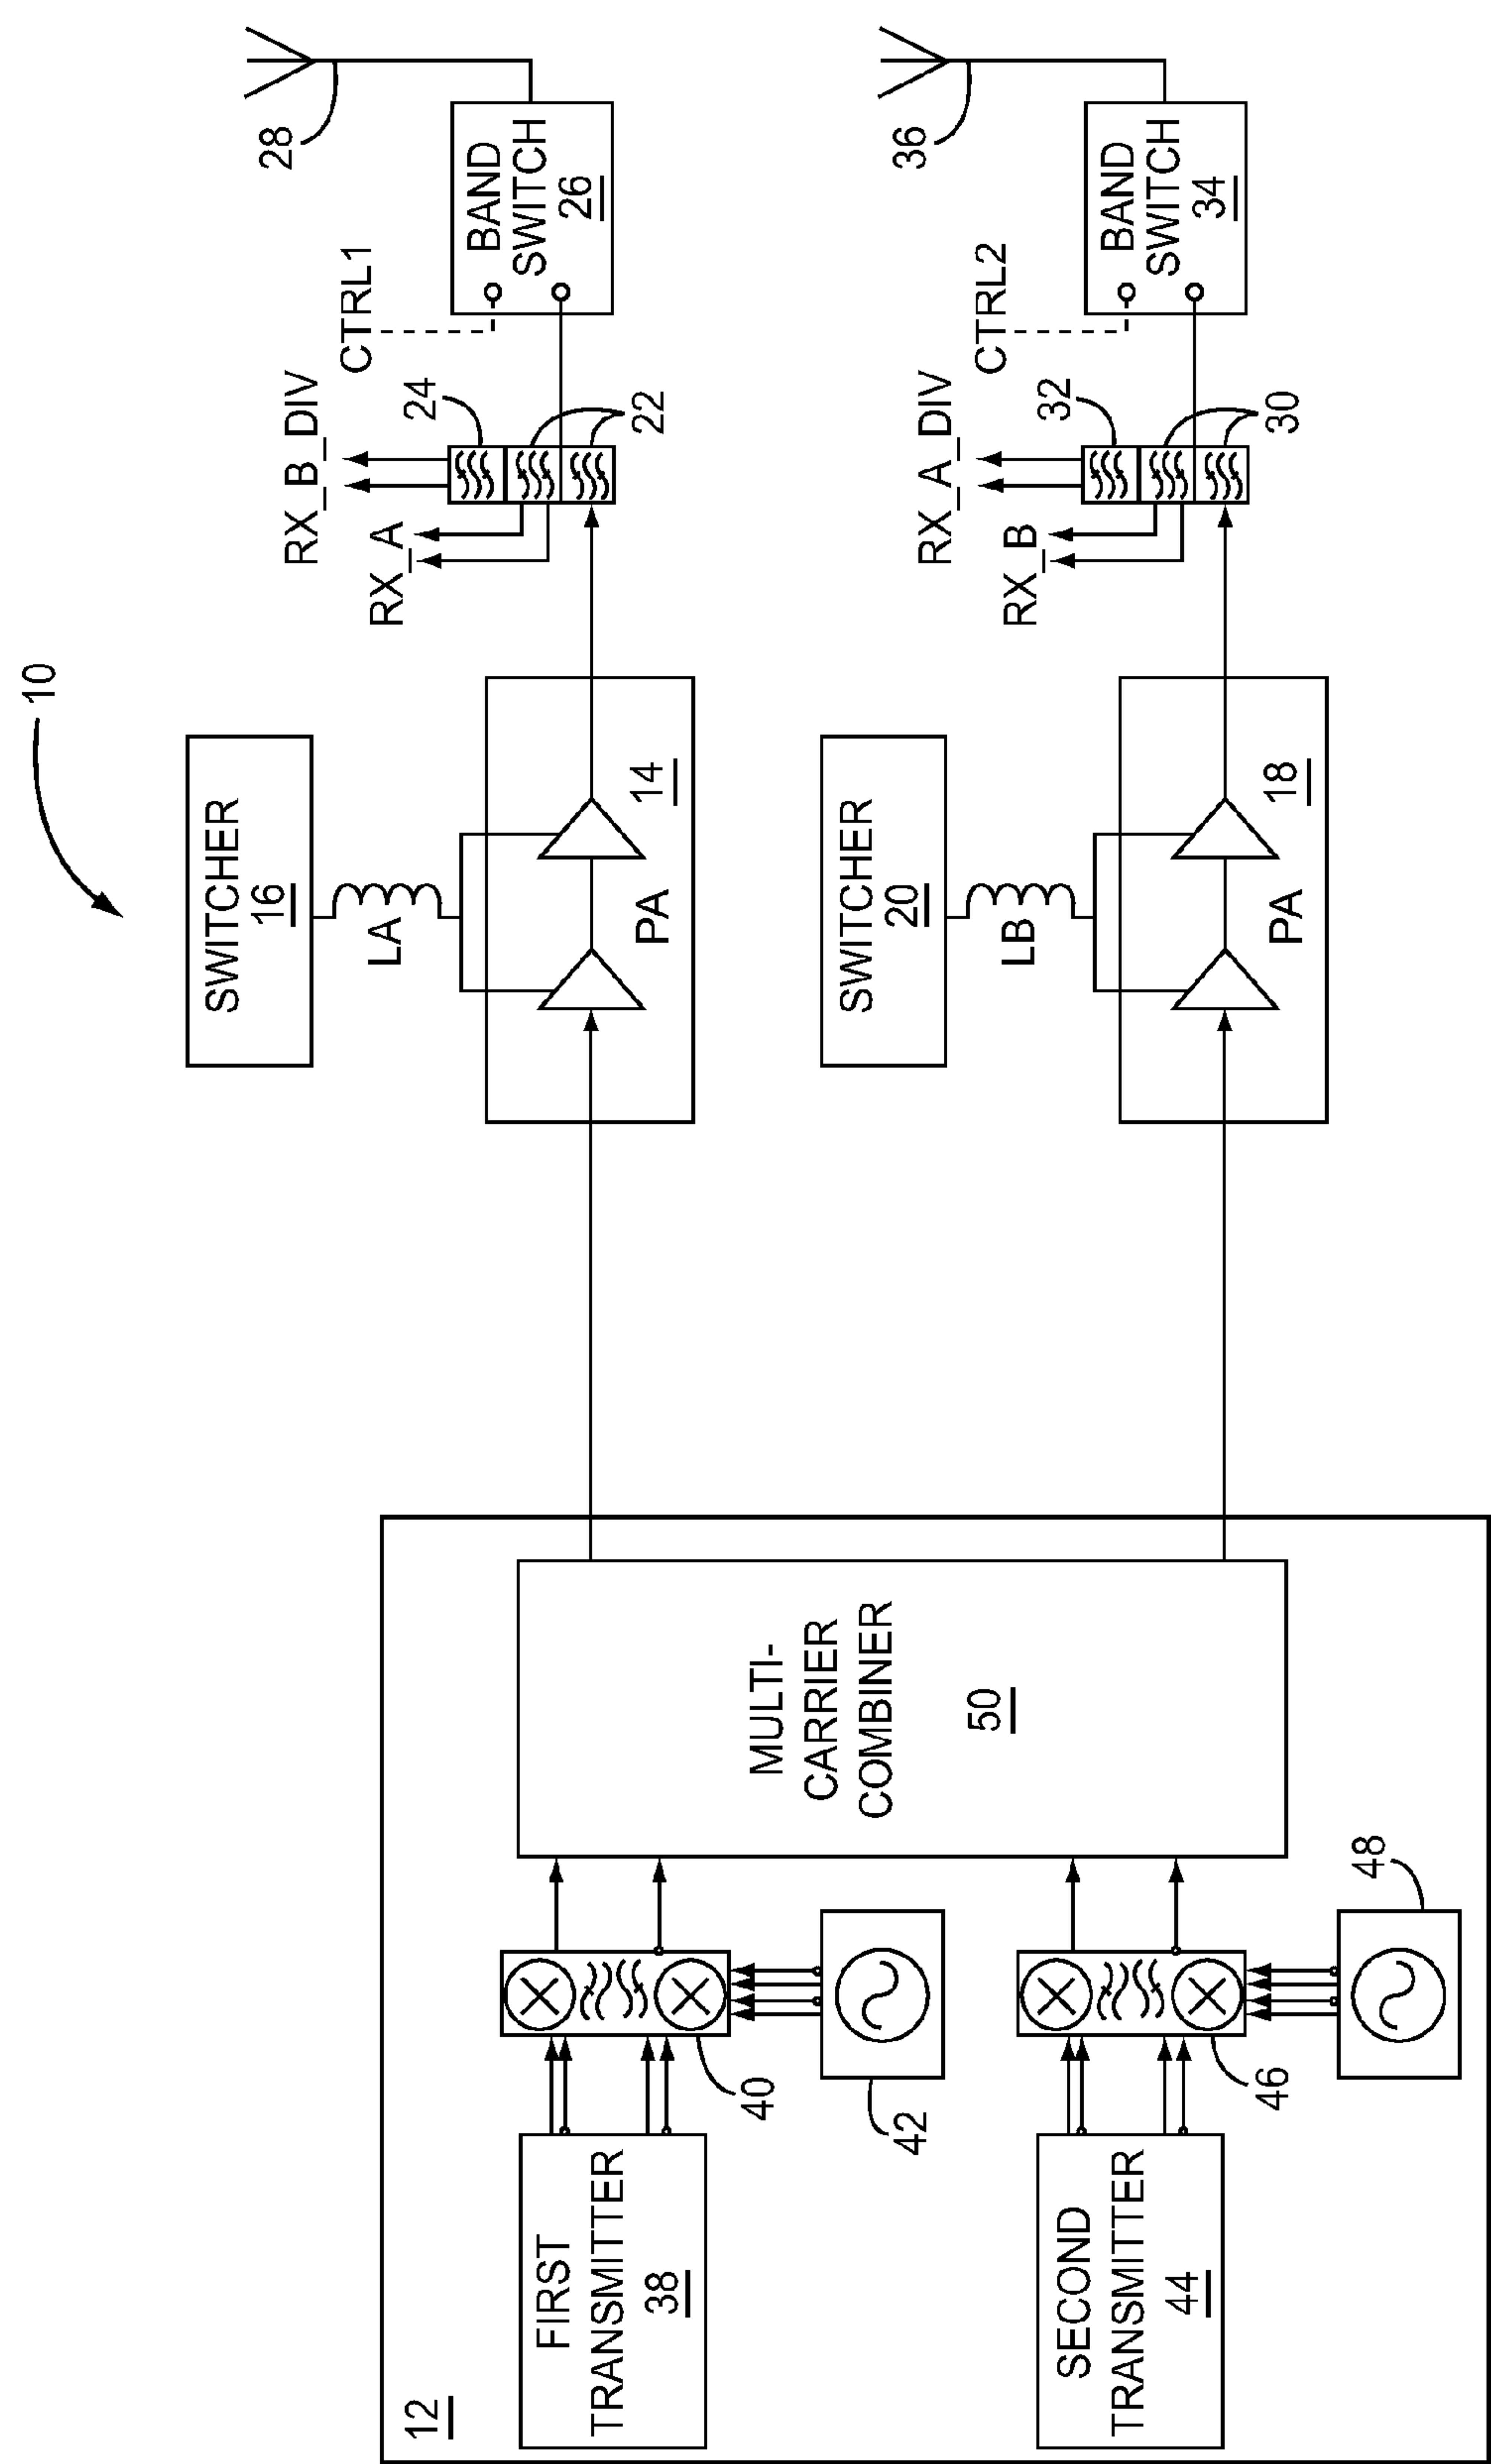 10
12
FIRST
TRANSMITTER
38
40
42
SECOND
TRANSMITTER
44
46
48
MULTI-
CARRIER
COMBINER
50
SWITCHER
16
LA
PA
14
RX_A
RX_B_DIV
24
22
CTRL1
BAND
SWITCH
26
28
SWITCHER
20
LB
PA
18
RX_B
RX_A_DIV
32
30
CTRL2
BAND
SWITCH
34
36